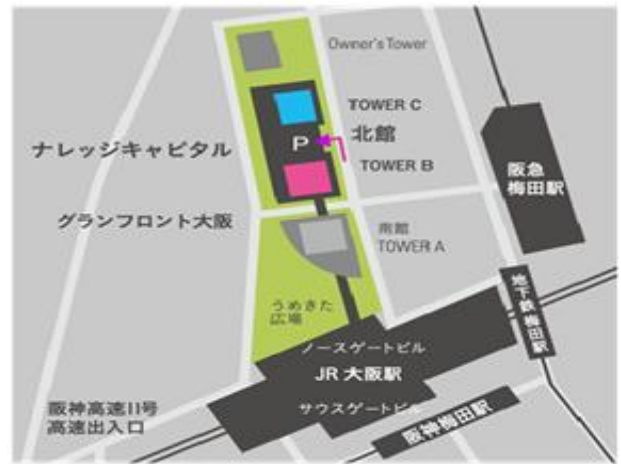 Owner's Tower
TOWER C
北館
P
TOWER B
ナレッジキャピタル
阪急
梅田駅
グランフロント大阪
南館
TOWER A
うめきた
広場
地下鉄梅田駅
ノースゲートビル
JR 大阪駅
サウスゲートビル
阪神高速11号
高速出入口
阪神梅田駅